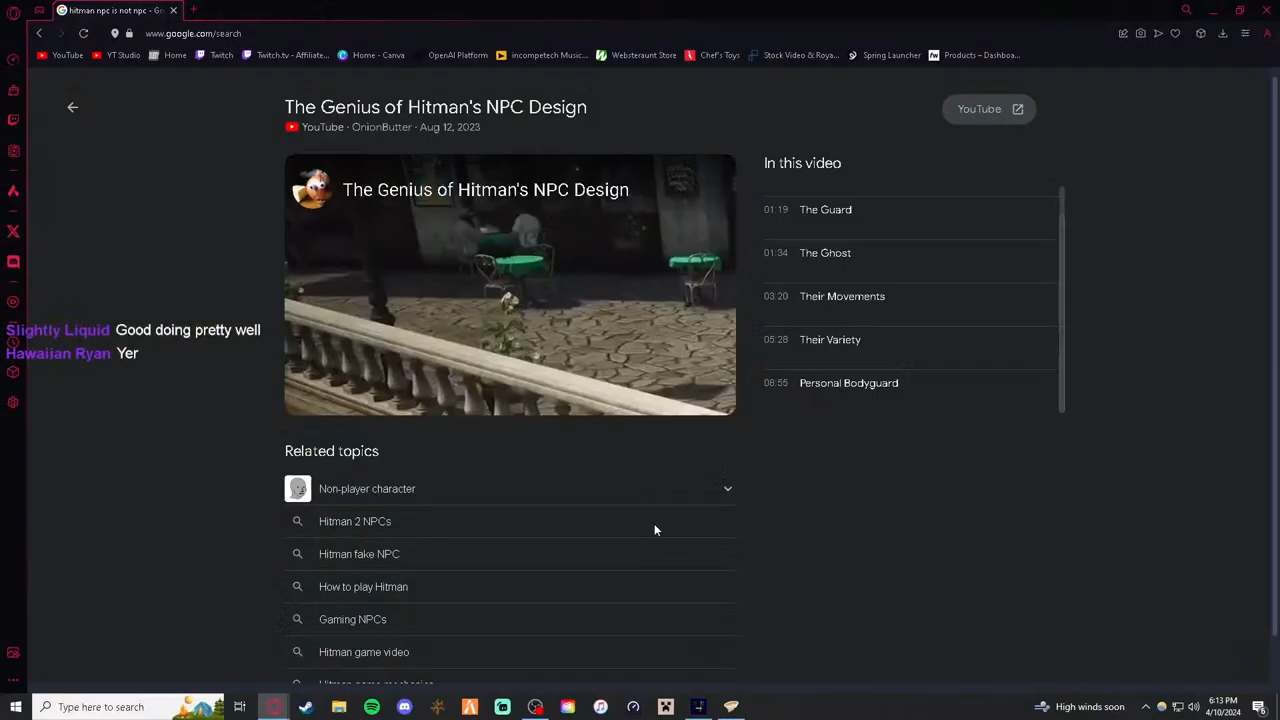 hitman npc is not npc - Go
www.google.com/search
YouTube
YT Studio
Home
Twitch
Twitch.tv - Affiliate...
Home - Canva
OpenAI Platform
incompetech Music...
Websteraunt Store
Chef's Toys
Stock Video & Roya...
Spring Launcher
Products – Dashboa...
The Genius of Hitman's NPC Design
YouTube · OnionButter · Aug 12, 2023
YouTube
The Genius of Hitman's NPC Design
In this video
01:19 The Guard
01:34 The Ghost
03:20 Their Movements
05:28 Their Variety
08:55 Personal Bodyguard
Slightly Liquid Good doing pretty well
Hawaiian Ryan Yer
Related topics
Non-player character
Hitman 2 NPCs
Hitman fake NPC
How to play Hitman
Gaming NPCs
Hitman game video
Hitman game mechanics
Type here to search
High winds soon
6:13 PM
4/10/2024